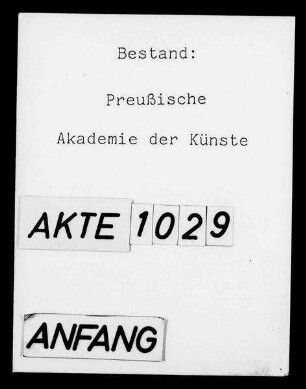 Bestand:
Preußische
Akademie der Künste
AKTE 1029
ANFANG